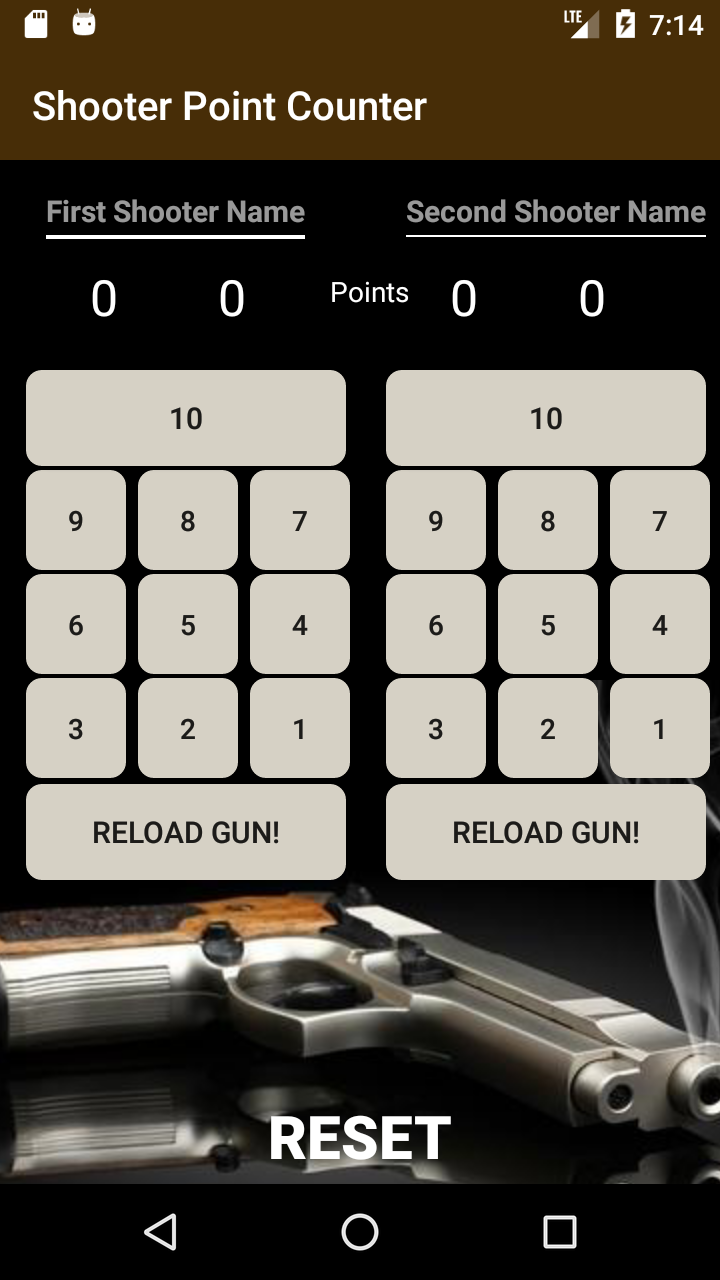 LTE 7:14
Shooter Point Counter
First Shooter Name Second Shooter Name
0 0 Points 0 0
10 10
9 8 7 9 8 7
6 5 4 6 5 4
3 2 1 3 2 1
RELOAD GUN! RELOAD GUN!
RESET